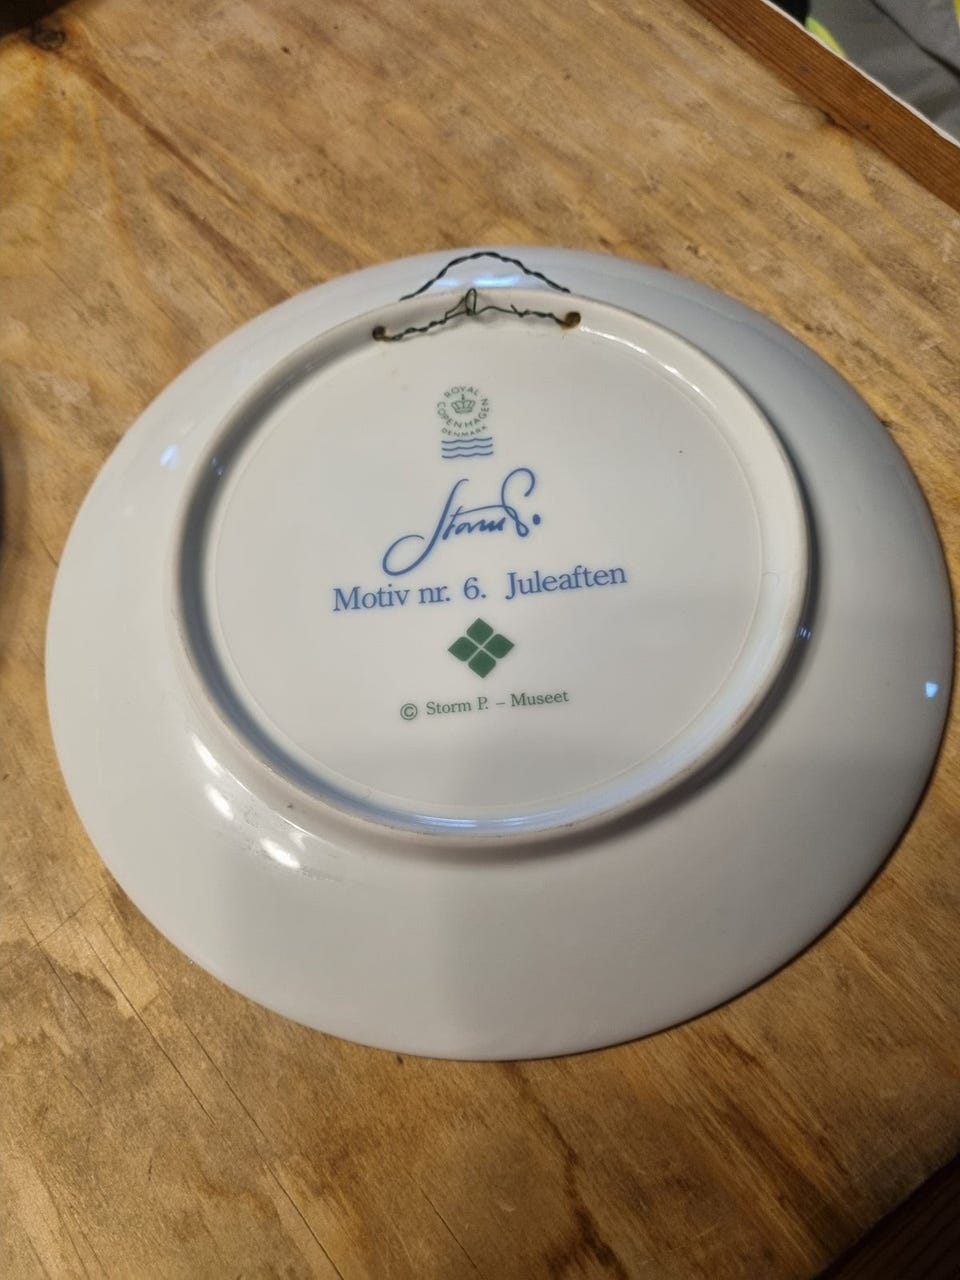 ROYAL
COPENHAGEN
DENMARK
Storm P.
Motiv nr. 6. Juleaften
© Storm P. – Museet